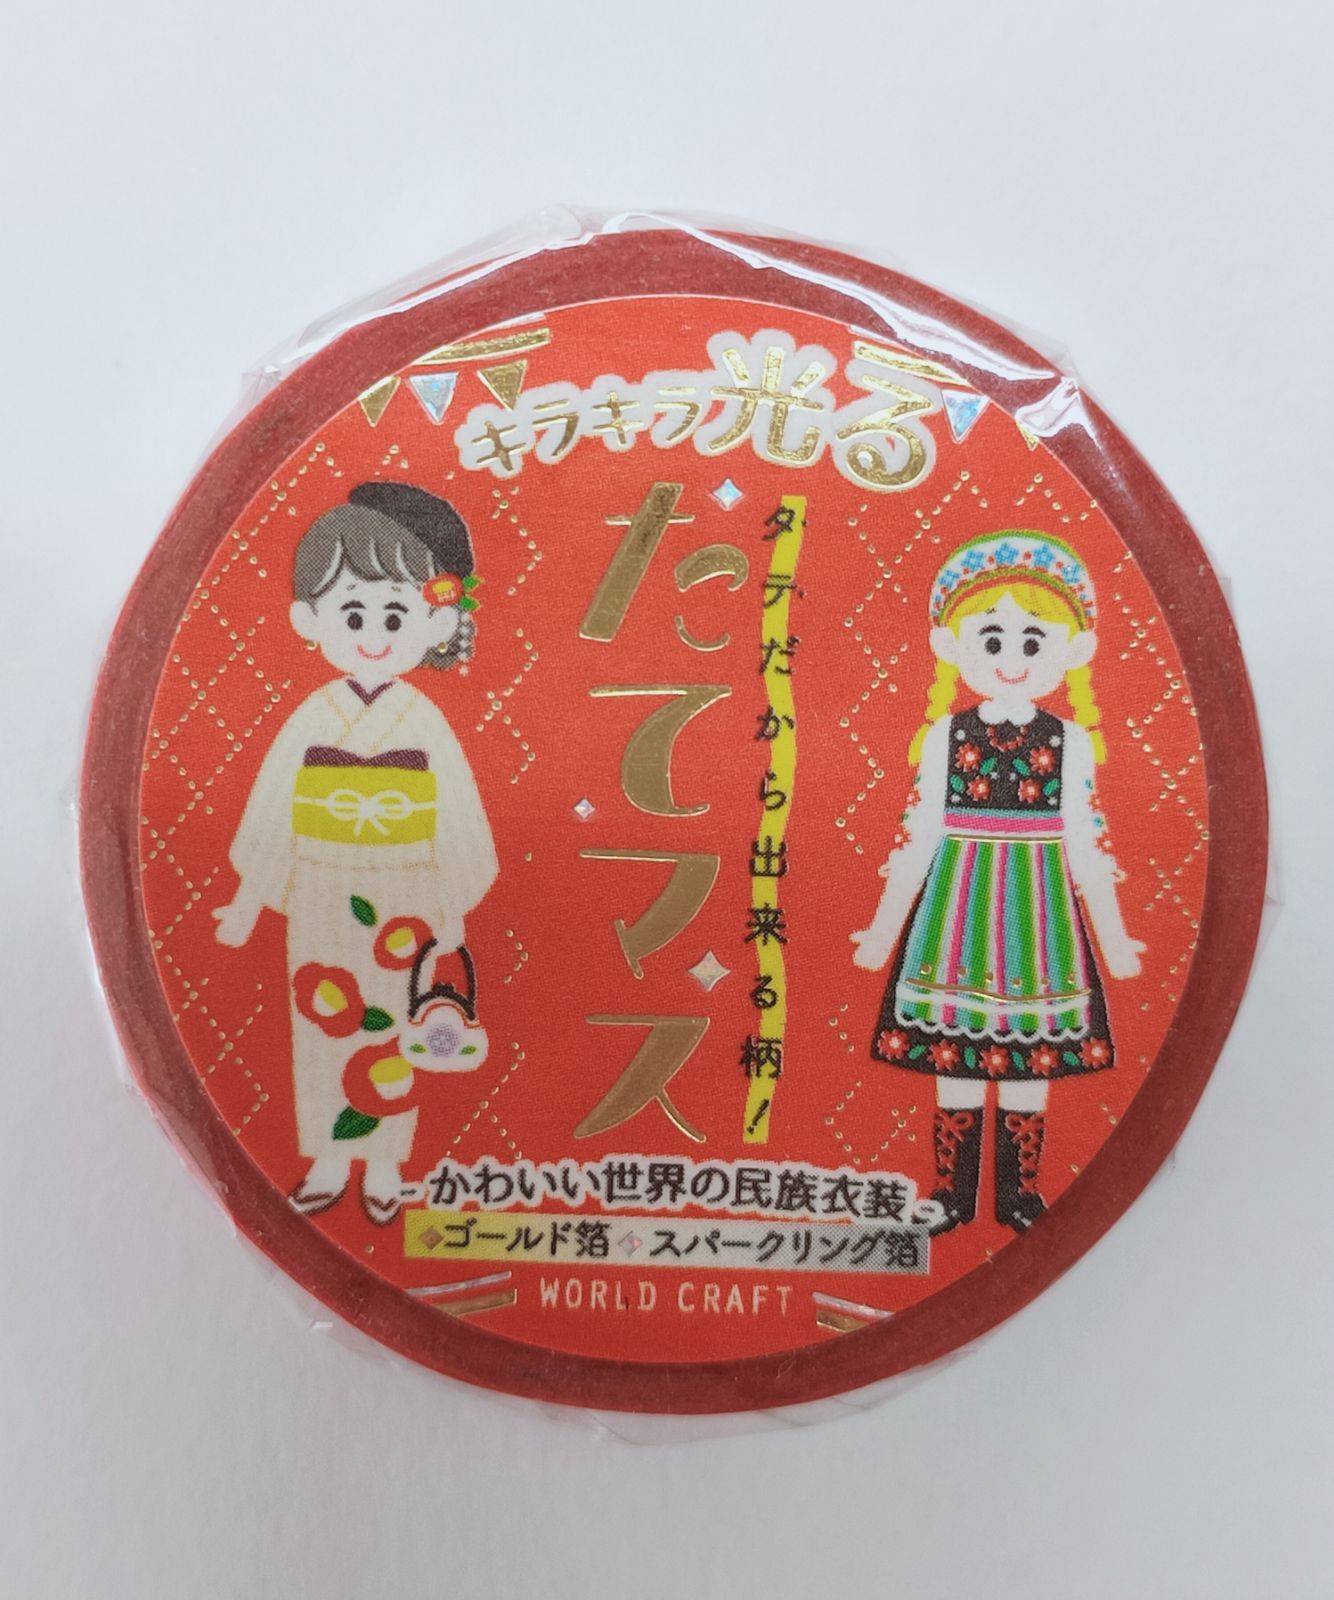 キラキラ光る
たてマス
タテだから出来る柄!
かわいい世界の民族衣装
ゴールド箔 スパークリング箔
WORLD CRAFT